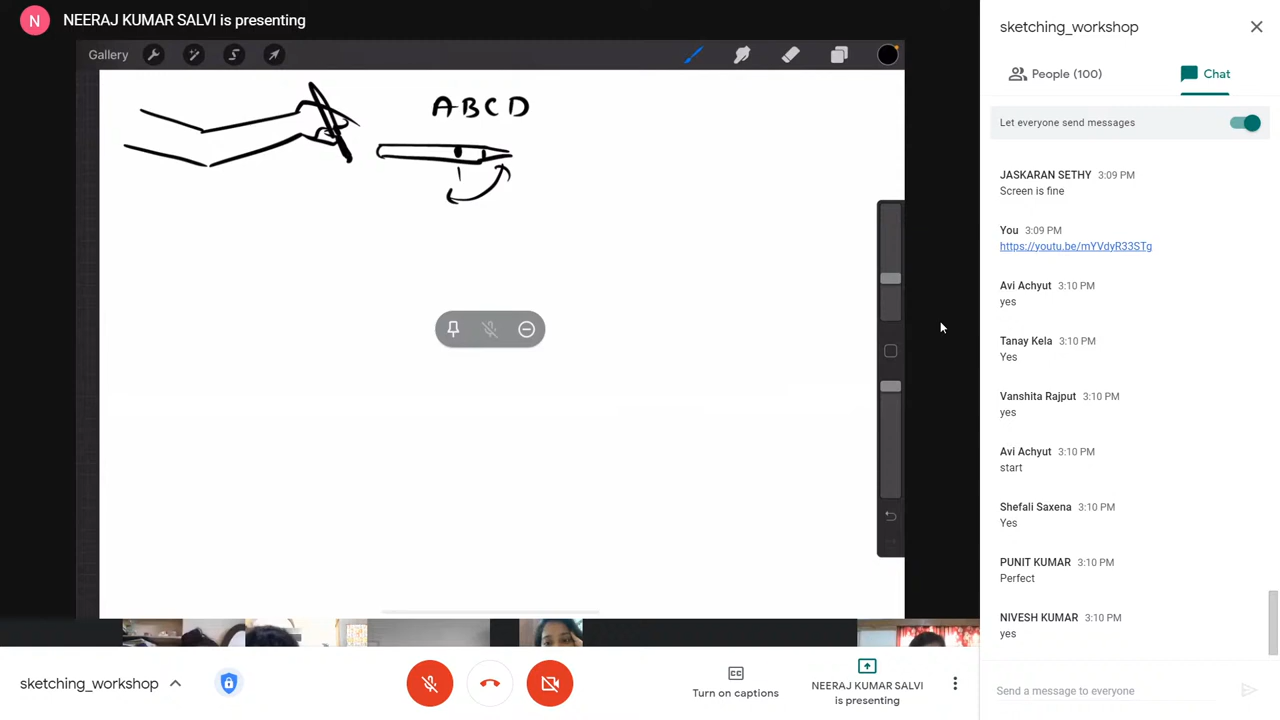 N
NEERAJ KUMAR SALVI is presenting
Gallery
A B C D
sketching_workshop
People (100)
Chat
Let everyone send messages
JASKARAN SETHY 3:09 PM
Screen is fine
You 3:09 PM
https://youtu.be/mYVdyR33STg
Avi Achyut 3:10 PM
yes
Tanay Kela 3:10 PM
Yes
Vanshita Rajput 3:10 PM
yes
Avi Achyut 3:10 PM
start
Shefali Saxena 3:10 PM
Yes
PUNIT KUMAR 3:10 PM
Perfect
NIVESH KUMAR 3:10 PM
yes
Send a message to everyone
sketching_workshop
CC
Turn on captions
NEERAJ KUMAR SALVI
is presenting